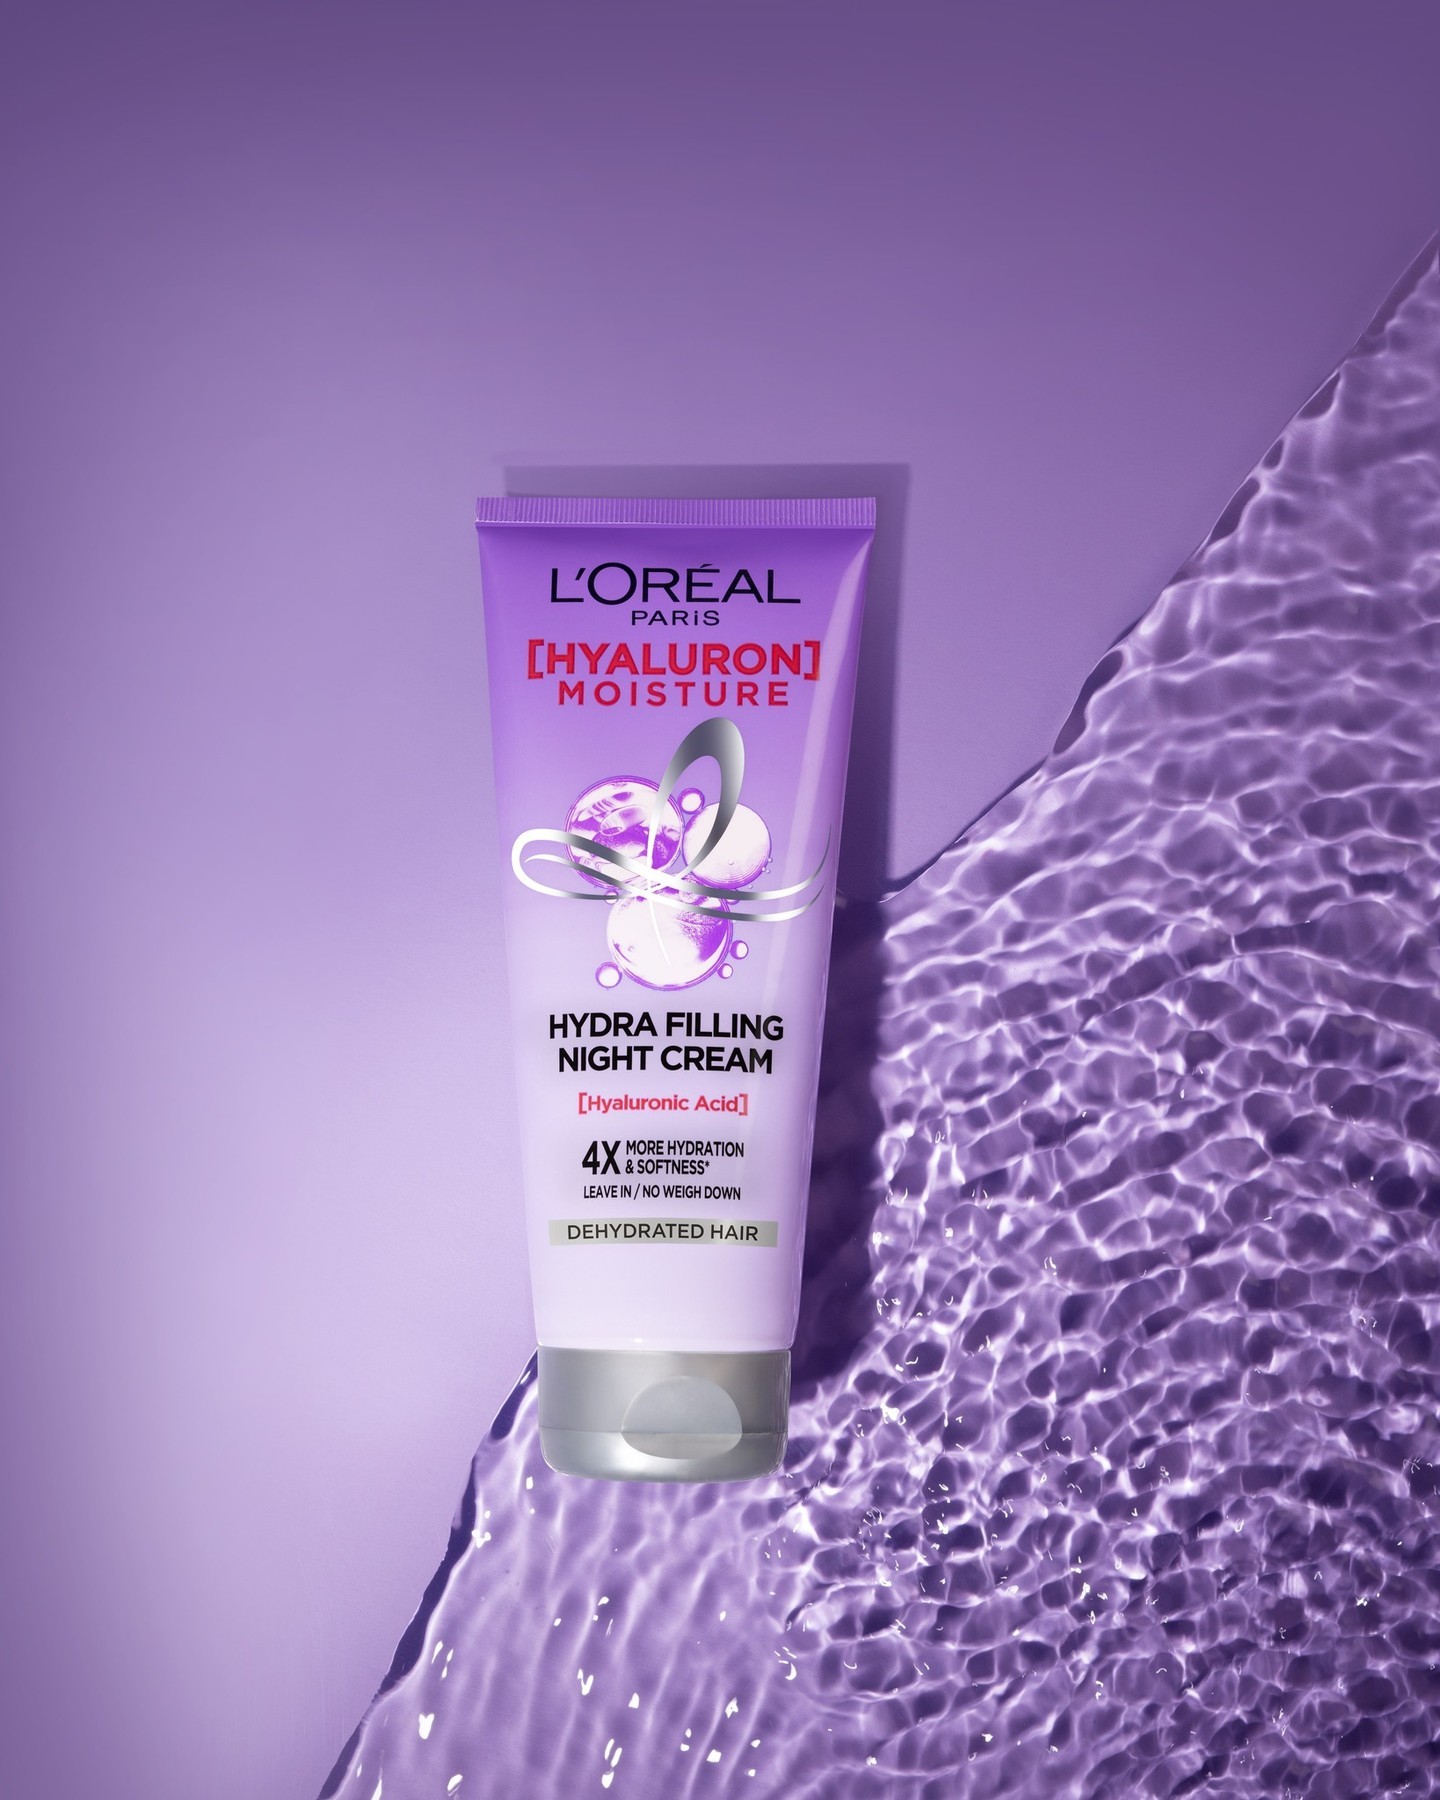 L'ORÉAL
PARiS
[HYALURON]
MOISTURE
HYDRA FILLING
NIGHT CREAM
[Hyaluronic Acid]
4X MORE HYDRATION
& SOFTNESS*
LEAVE IN / NO WEIGH DOWN
DEHYDRATED HAIR